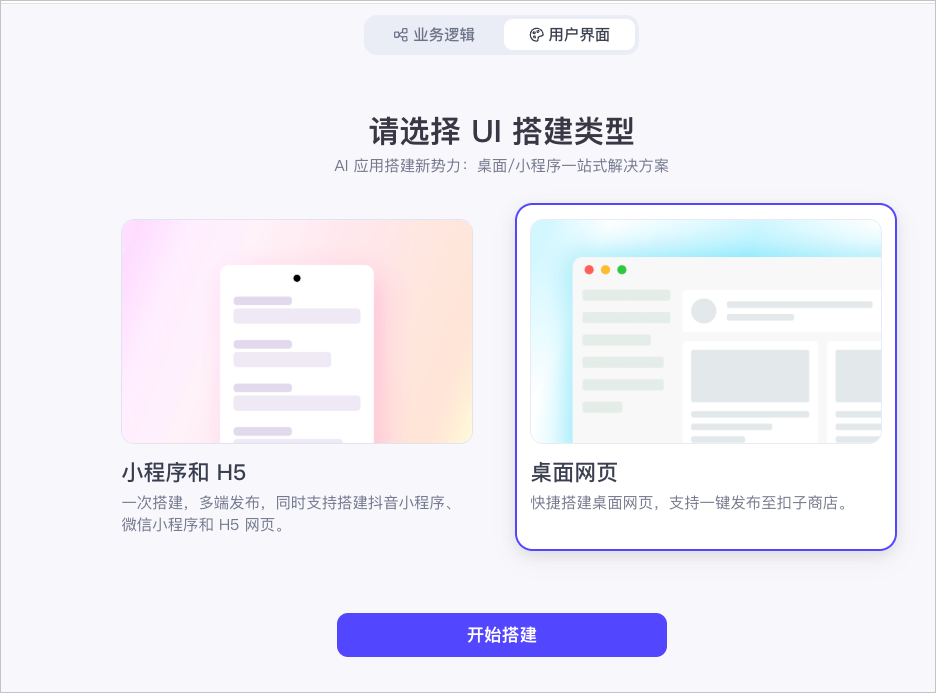 业务逻辑
用户界面
请选择 UI 搭建类型
AI 应用搭建新势力：桌面/小程序一站式解决方案
小程序和 H5
一次搭建，多端发布，同时支持搭建抖音小程序、
微信小程序和 H5 网页。
桌面网页
快捷搭建桌面网页，支持一键发布至扣子商店。
开始搭建